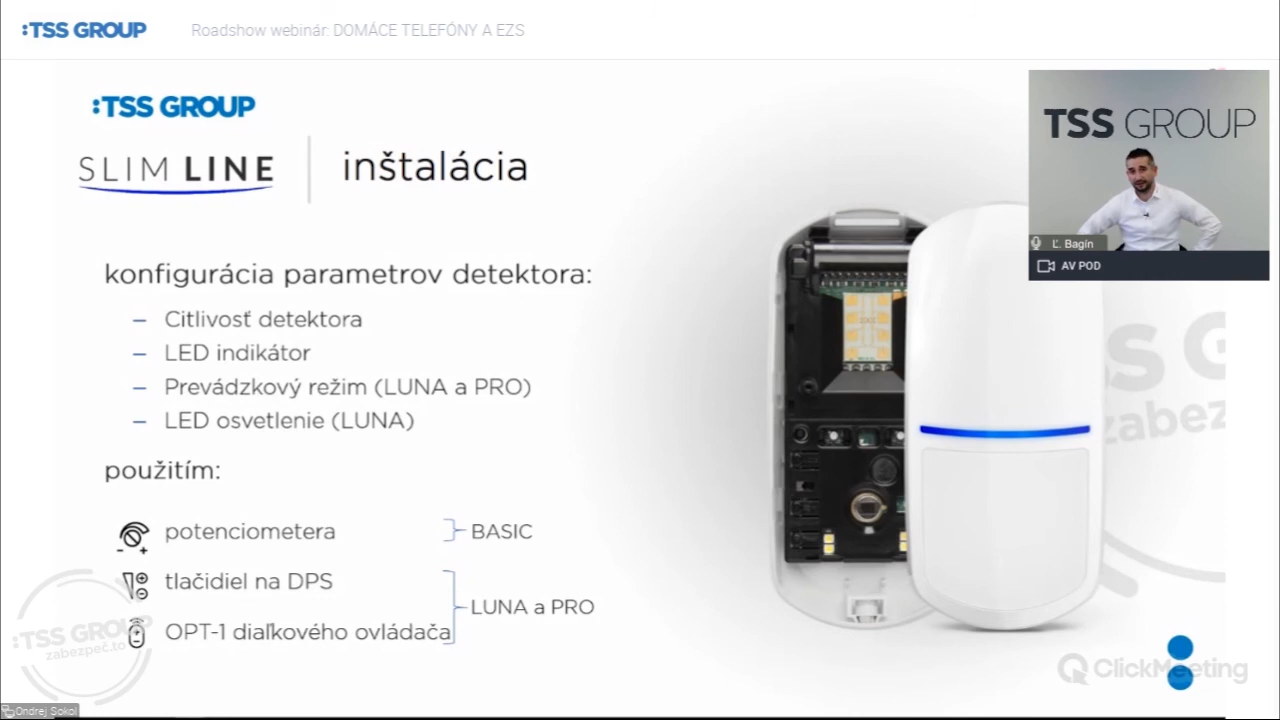 :TSS GROUP
Roadshow webinár: DOMÁCE TELEFÓNY A EZS
:TSS GROUP
SLIM LINE
inštalácia
TSS GROUP
Ľ. Bagín
AV POD
konfigurácia parametrov detektora:
– Citlivosť detektora
– LED indikátor
– Prevádzkový režim (LUNA a PRO)
– LED osvetlenie (LUNA)
použitím:
potenciometera
BASIC
tlačidiel na DPS
LUNA a PRO
OPT-1 diaľkového ovládača
:TSS GROUP
zabezpeč.to
ClickMeeting
Ondrej Sokol